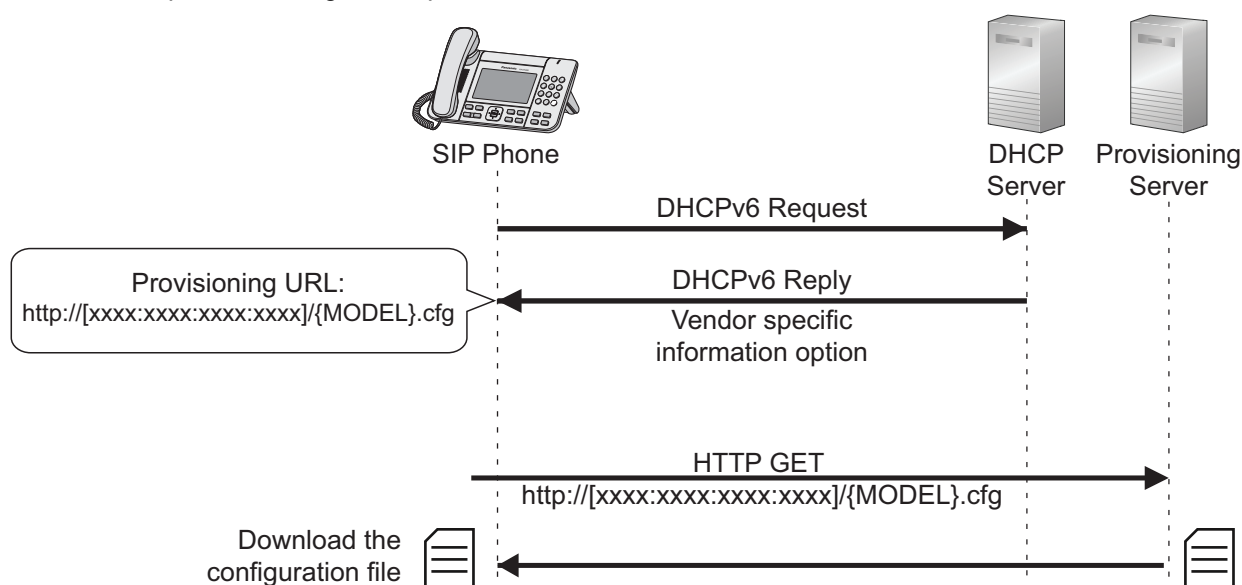 SIP Phone
DHCP
Server
Provisioning
Server
DHCPv6 Request
Provisioning URL:
http://[xxxx:xxxx:xxxx:xxxx]/{MODEL}.cfg
DHCPv6 Reply
Vendor specific
information option
HTTP GET
http://[xxxx:xxxx:xxxx:xxxx]/{MODEL}.cfg
Download the
configuration file